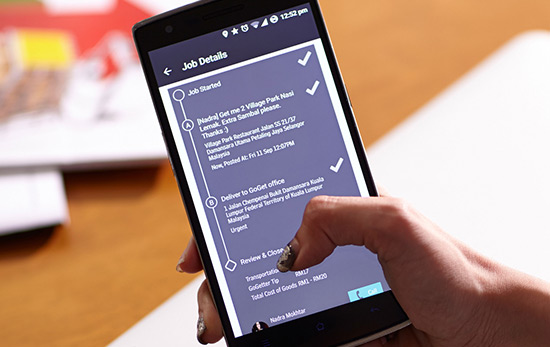 12:52 PM
Job Details
Job Started
A
[Nadra] Get me 2 Village Park Nasi
Lemak. Extra Sambal please.
Thanks :)
Village Park Restaurant Jalan SS 21/37
Damansara Utama Petaling Jaya Selangor
Malaysia
Now, Posted At: Fri 11 Sep 12:07PM
B
Deliver to GoGet office
1 Jalan Chempenai Bukit Damansara Kuala
Lumpur Federal Territory of Kuala Lumpur
Malaysia
Urgent
Review & Close
Transportation
RM17
GoGetter Tip
Total Cost of Goods RM1 - RM20
Call
Nadra Mokhtar